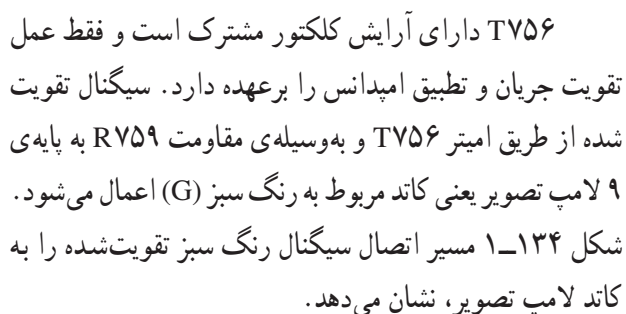 T۷۵۶ دارای آرایش کلکتور مشترک است و فقط عمل
تقویت جریان و تطبیق امپدانس را برعهده دارد. سیگنال تقویت
شده از طریق امیتر T۷۵۶ و به‌وسیله‌ی مقاومت R۷۵۹ به پایه‌ی
۹ لامپ تصویر یعنی کاتد مربوط به رنگ سبز (G) اعمال می‌شود.
شکل ۱۳۴ــ۱ مسیر اتصال سیگنال رنگ سبز تقویت‌شده را به
کاتد لامپ تصویر، نشان می‌دهد.